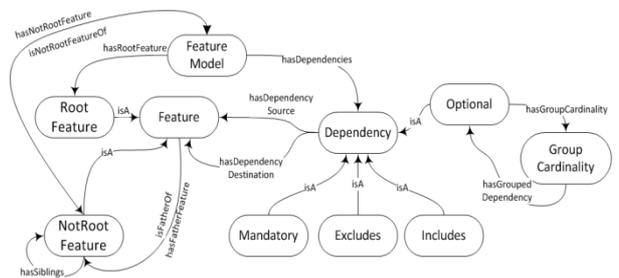 hasNotRootFeature
isNotRootFeatureOf
hasRootFeature
Feature
Model
hasDependencies
Root
Feature
isA
Feature
hasDependency
Source
Dependency
isA
Optional
hasGroupCardinality
Group
Cardinality
hasGrouped
Dependency
isA
hasDependency
Destination
isFatherOf
hasFatherFeature
isA
isA
isA
NotRoot
Feature
hasSiblings
Mandatory
Excludes
Includes